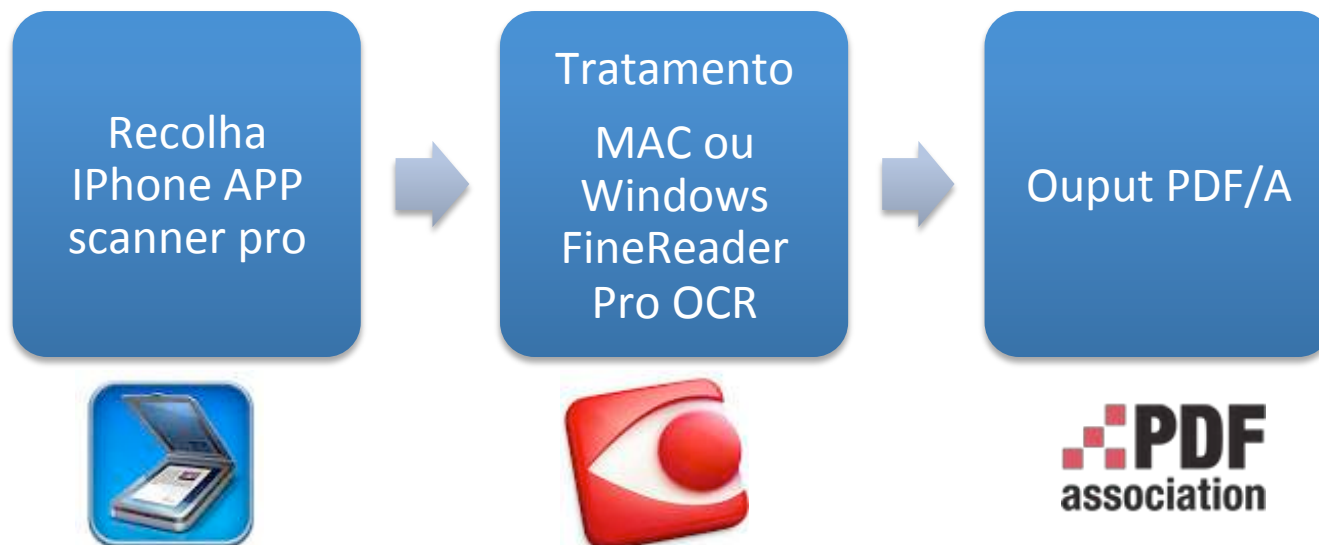 Recolha
IPhone APP
scanner pro
Tratamento
MAC ou
Windows
FineReader
Pro OCR
Ouput PDF/A
PDF
association